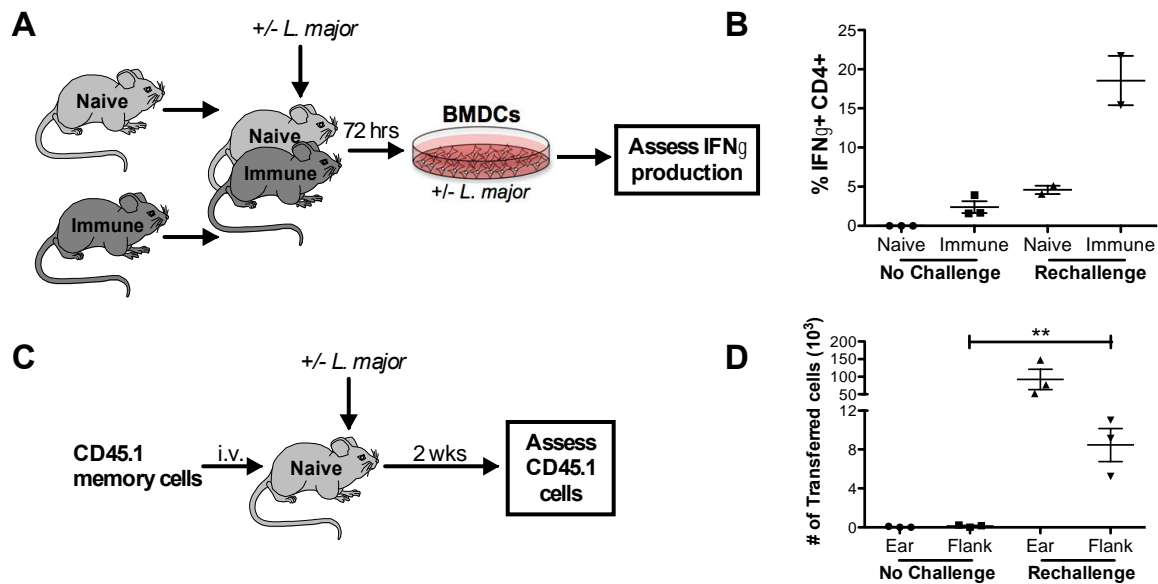 A
+/- L. major
Naive
Immune
Naive
Immune
72 hrs
BMDCs
+/- L. major
Assess IFNg
production
B
% IFNg+ CD4+
25
20
15
10
5
0
Naive Immune Naive Immune
No Challenge Rechallenge
C
+/- L. major
CD45.1
memory cells
i.v.
Naive
2 wks
Assess
CD45.1
cells
D
# of Transferred cells (10³)
200
150
100
50
12
8
4
0
**
Ear Flank Ear Flank
No Challenge Rechallenge